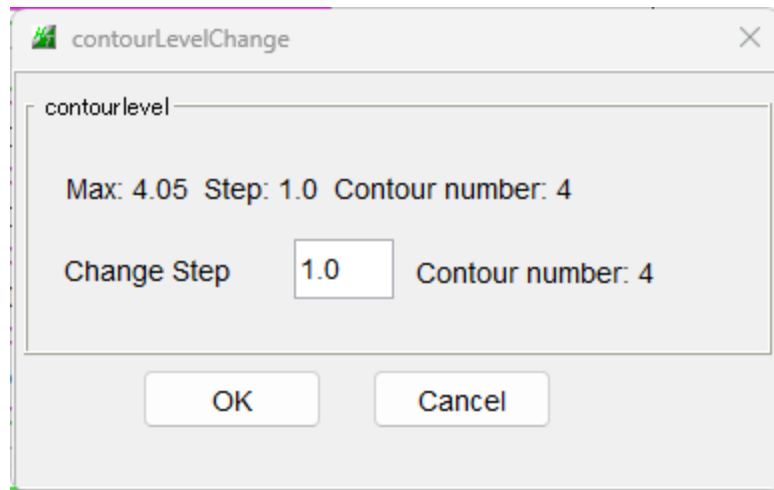 contourLevelChange
contourlevel
Max: 4.05 Step: 1.0 Contour number: 4
Change Step 1.0 Contour number: 4
OK Cancel